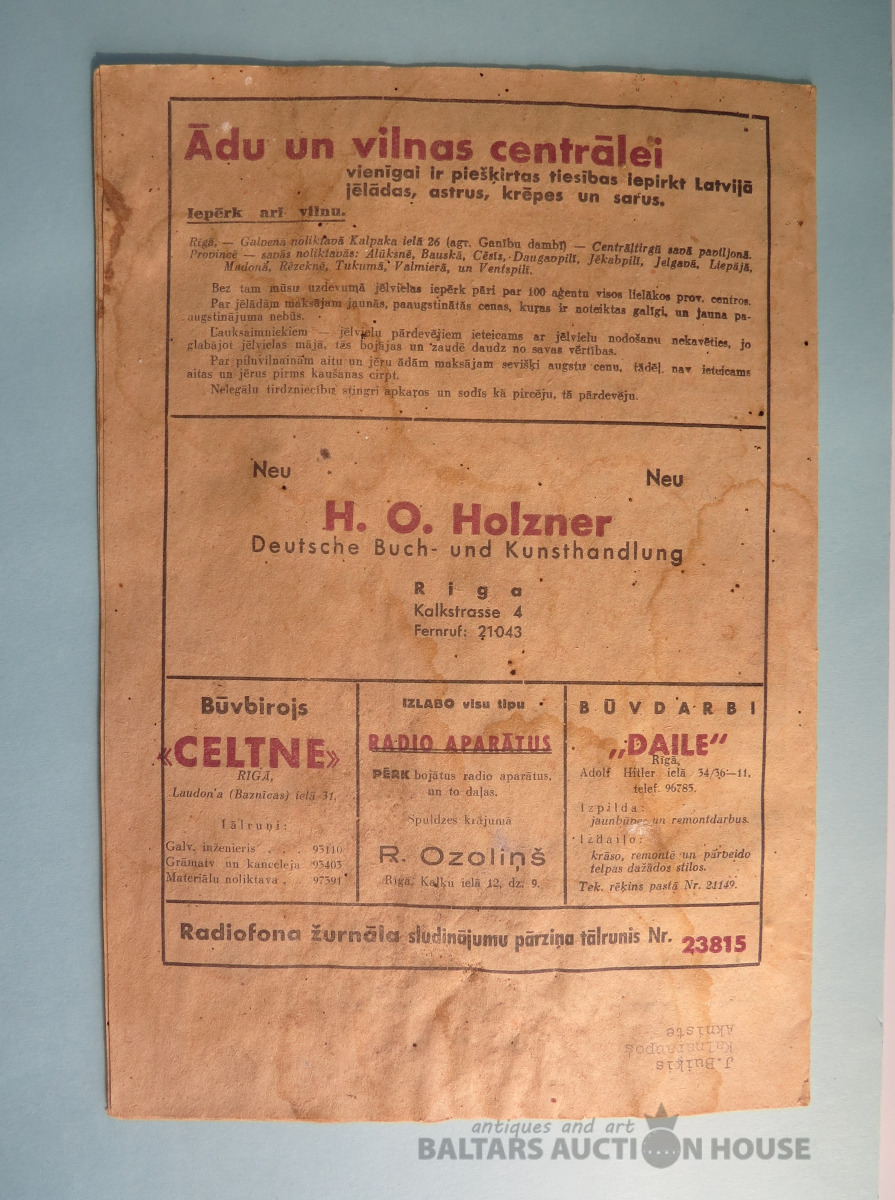 Ādu un vilnas centrālei
vienīgai ir piešķirtas tiesības iepirkt Latvijā
jēlādas, astrus, krēpes un sarus.
Iepērk arī vilnu.
Rīgā, — Galvenā noliktavā Kalpaka ielā 26 (agr. Ganību dambī) — Centrāltirgū savā paviljonā.
Provincē — savās noliktavās: Alūksnē, Bauskā, Cēsīs, Daugavpilī, Jēkabpilī, Jelgavā, Liepājā,
Madonā, Rēzeknē, Tukumā, Valmierā, un Ventspilī.
Bez tam mūsu uzdevumā jēlvielas iepērk pāri par 100 aģentu visos lielākos prov. centros.
Par jēlādām maksājam jaunās, paaugstinātās cenas, kuŗas ir noteiktas galīgi, un jauna pa-
augstinājuma nebūs.
Lauksaimniekiem — jēlvielu pārdevējiem ieteicams ar jēlvielu nodošanu nekavēties, jo
glabājot jēlvielas mājā, tās bojājas un zaudē daudz no savas vērtības.
Par pilnvilnainām aitu un jēru ādām maksājam sevišķi augstu cenu, tādēļ nav ieteicams
aitas un jērus pirms kaušanas cirpt.
Nelegālu tirdzniecību stingri apkaŗos un sodīs kā pircēju, tā pārdevēju.
Neu Neu
H. O. Holzner
Deutsche Buch- und Kunsthandlung
Riga
Kalkstrasse 4
Fernruf: 21043
Būvbirojs
«CELTNE»
RĪGĀ,
Laudon'a (Baznīcas) ielā 31.
Tālruņi:
Galv. inženieris . . . 93110
Grāmatv un kanceleja 93403
Materiālu noliktava . . 97391
IZLABO visu tipu
RADIO APARĀTUS
PĒRK bojātus radio aparātus,
un to daļas.
Spuldzes krājumā
R. Ozoliņš
Rīgā, Kaļķu ielā 12, dz. 9.
BŪVDARBI
„DAILE“
Rīgā,
Adolf Hitler ielā 34/36—11,
telef. 96785.
Izpilda:
jaunbūves un remontdarbus.
Izdaiļo:
krāso, remontē un pārveido
telpas dažādos stilos.
Tek. rēķins pastā Nr. 21149.
Radiofona žurnāla sludinājumu pārziņa tālrunis Nr. 23815
J. Buiķis
Akniste
antiques and art
BALTARS AUCTION HOUSE